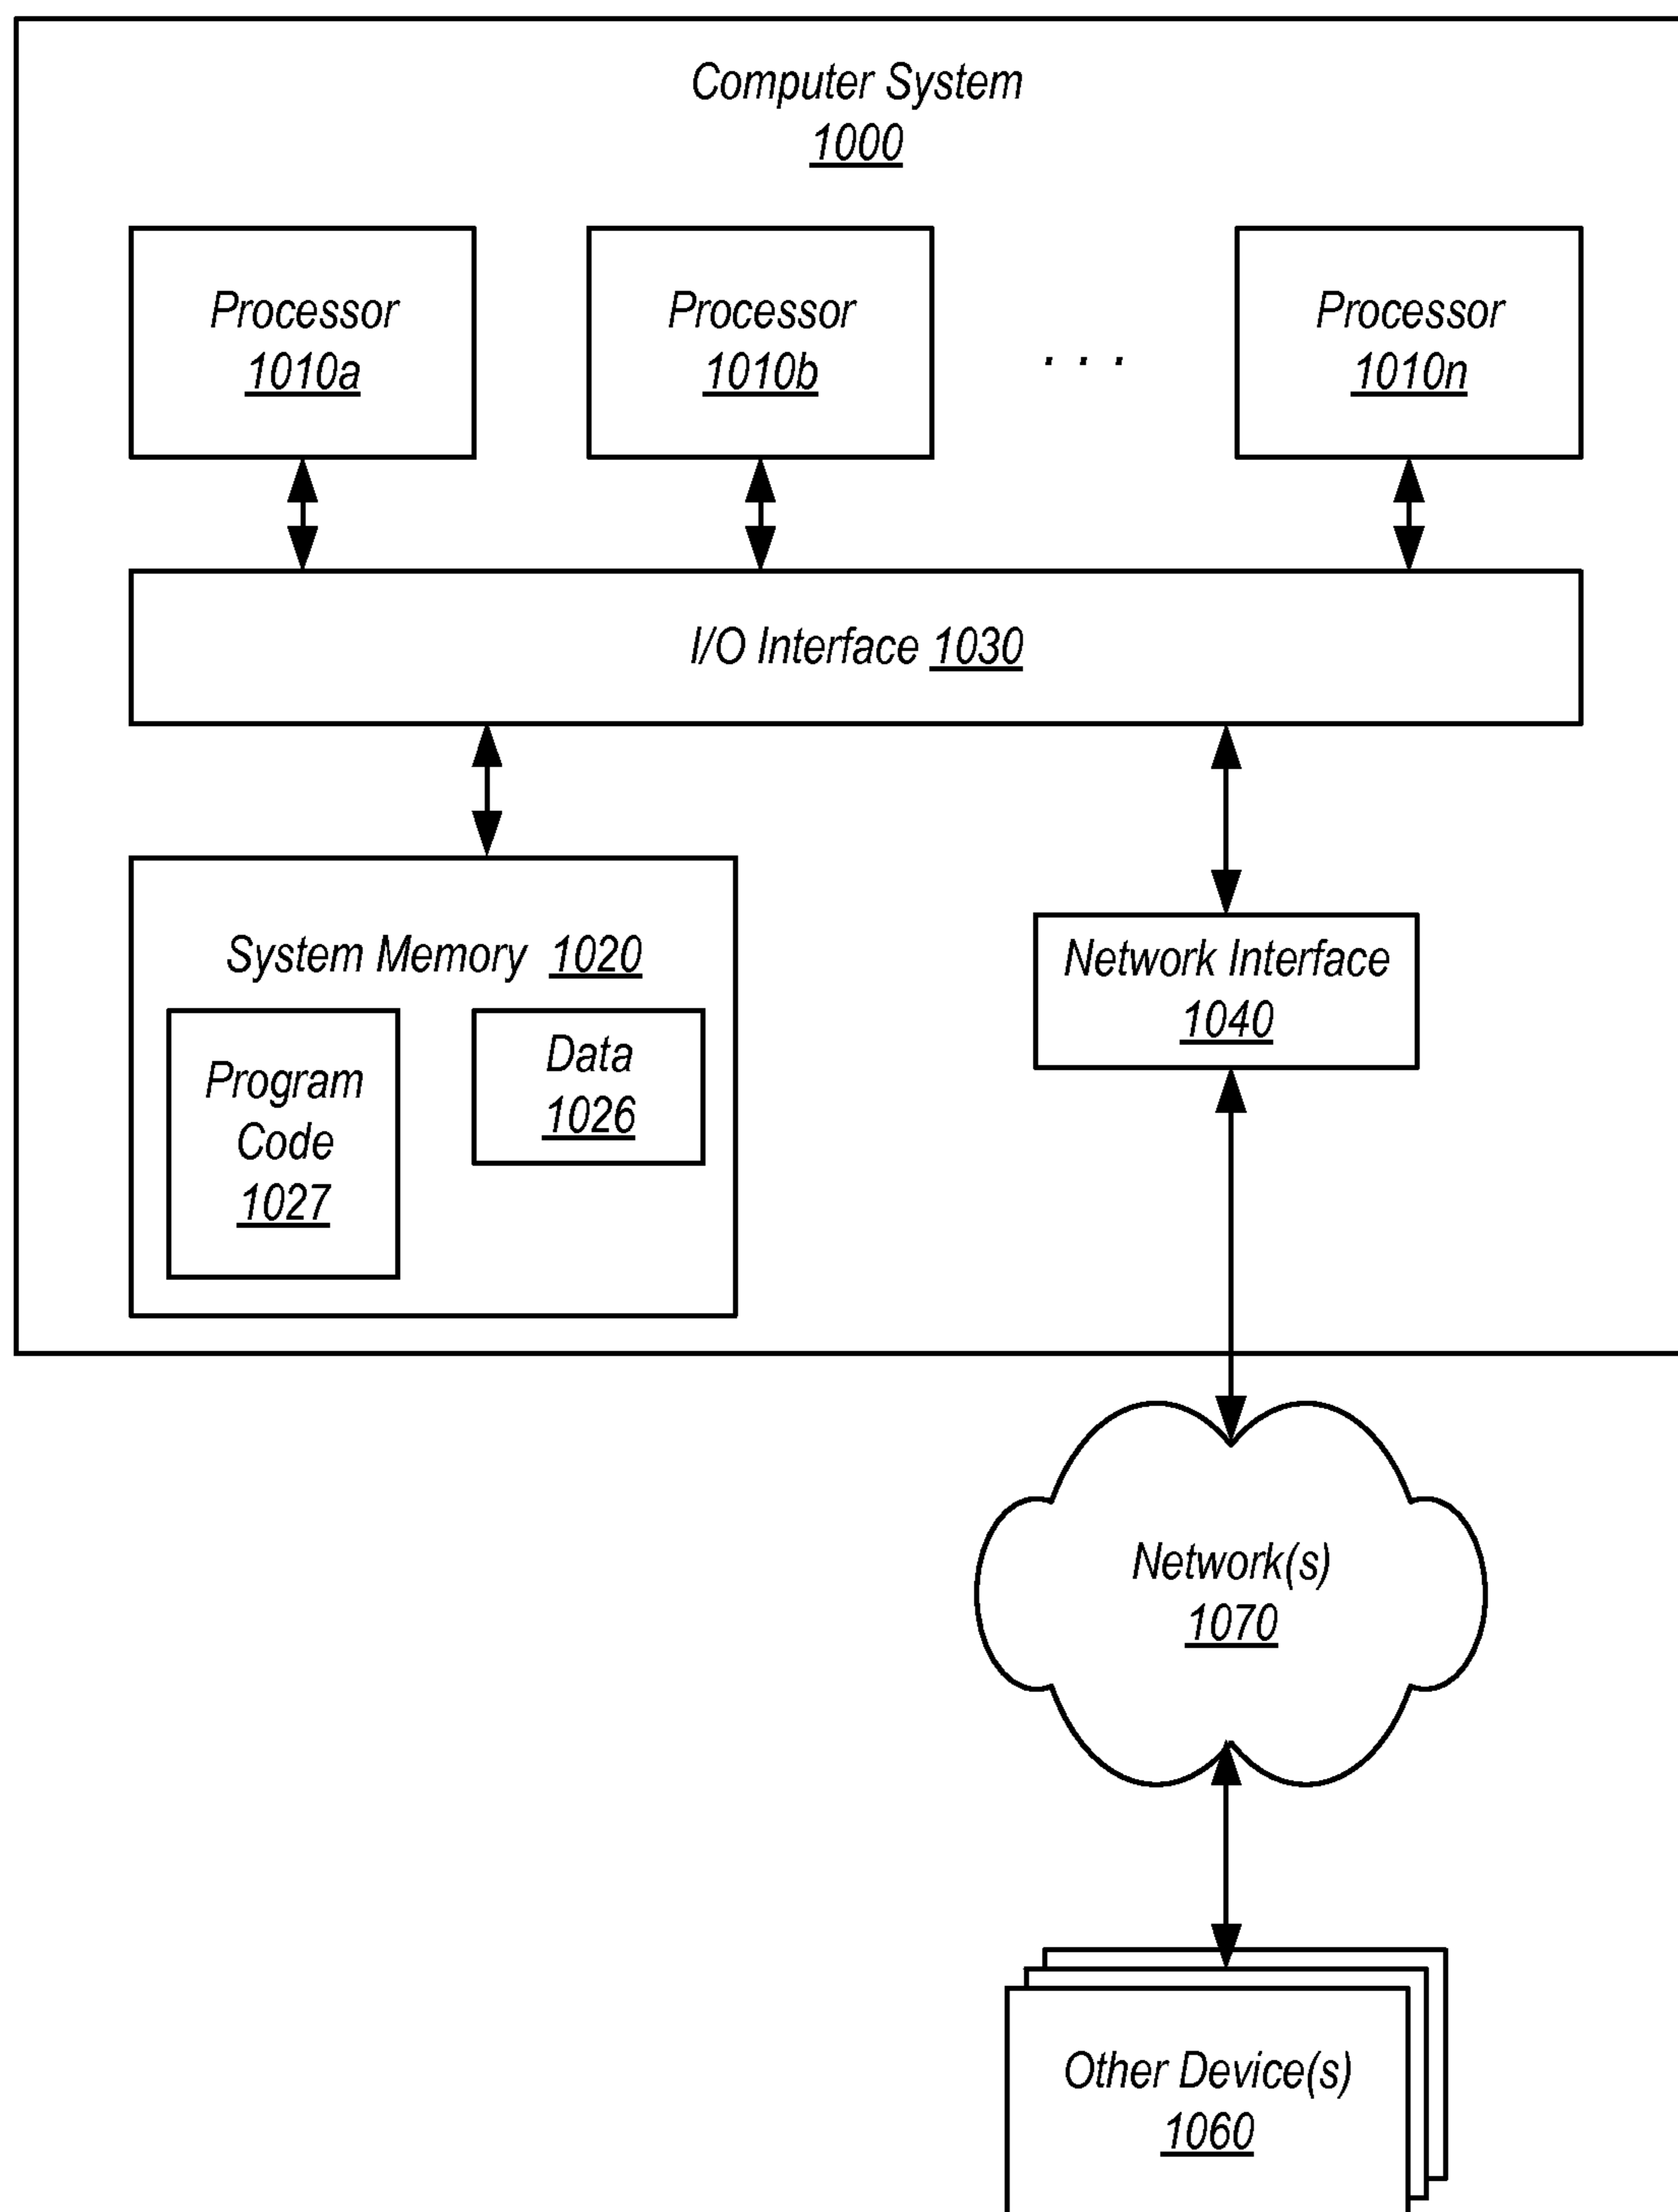 Computer System
1000
Processor
1010a
Processor
1010b
. . .
Processor
1010n
I/O Interface 1030
System Memory 1020
Program
Code
1027
Data
1026
Network Interface
1040
Network(s)
1070
Other Device(s)
1060